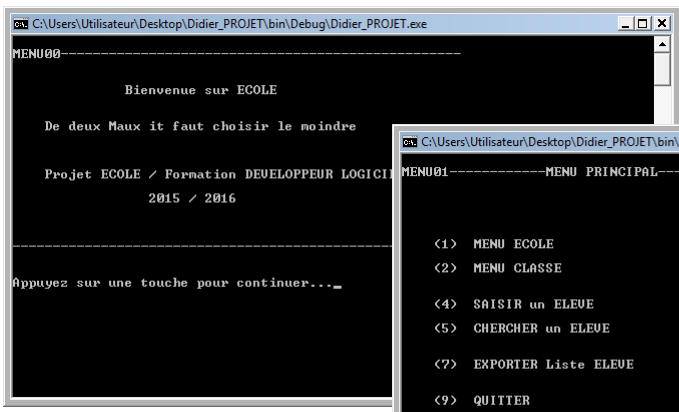 C:\Users\Utilisateur\Desktop\Didier_PROJET\bin\Debug\Didier_PROJET.exe
MENU00--------------------------------------------------
Bienvenue sur ECOLE
De deux Maux it faut choisir le moindre
Projet ECOLE / Formation DEVELOPPEUR LOGICI
2015 / 2016
Appuyez sur une touche pour continuer..._
C:\Users\Utilisateur\Desktop\Didier_PROJET\bin\
MENU01------------MENU PRINCIPAL---
(1) MENU ECOLE
(2) MENU CLASSE
(4) SAISIR un ELEVE
(5) CHERCHER un ELEVE
(7) EXPORTER Liste ELEVE
(9) QUITTER